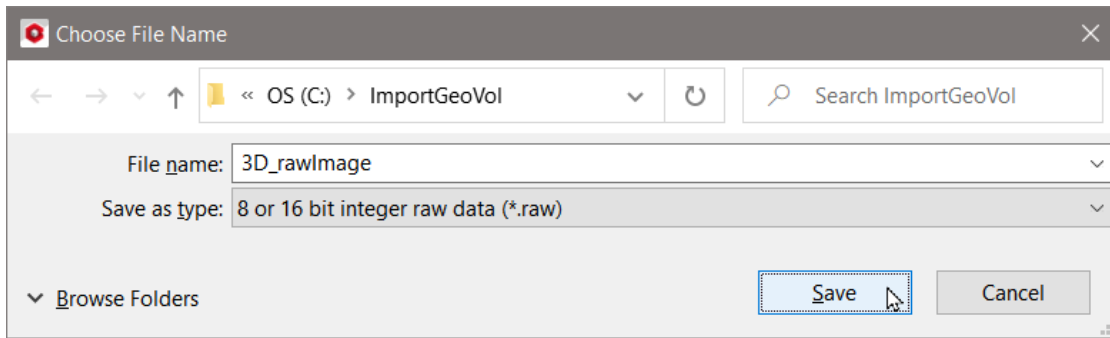 Choose File Name
« OS (C:) > ImportGeoVol
Search ImportGeoVol
File name: 3D_rawImage
Save as type: 8 or 16 bit integer raw data (*.raw)
Browse Folders
Save
Cancel